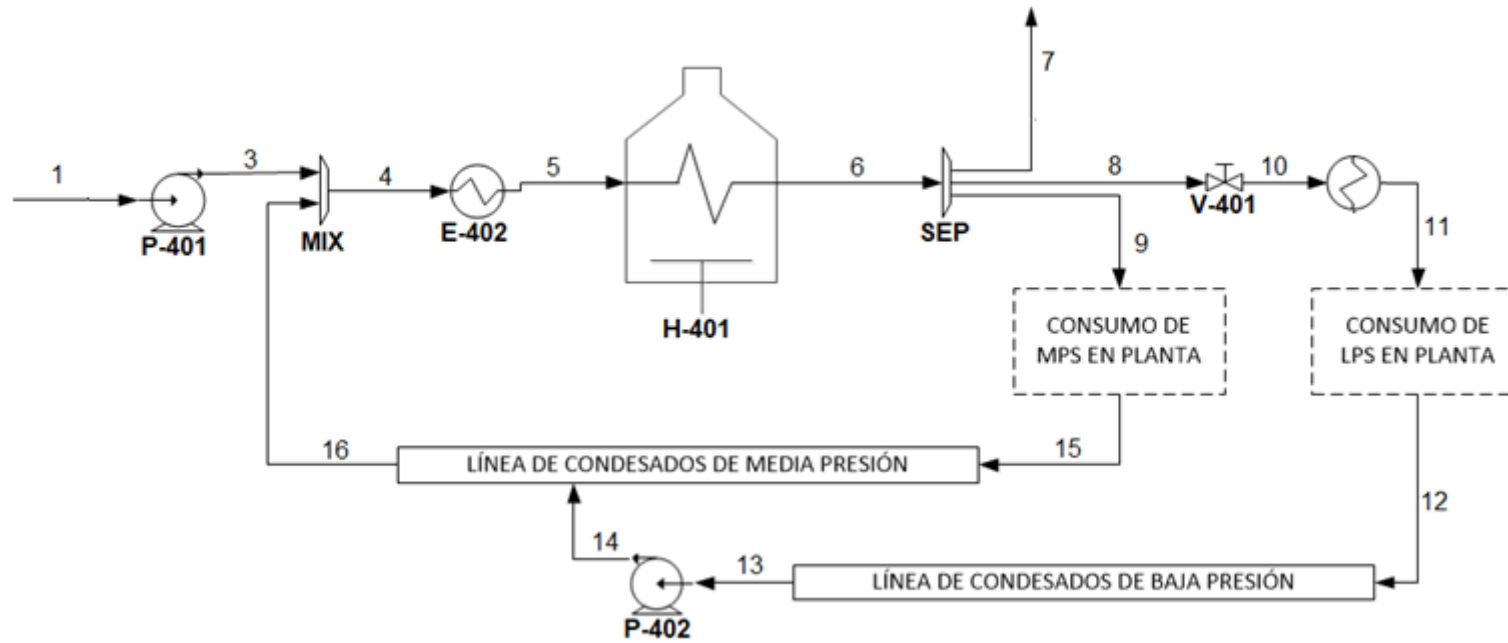 7
1
3
4
5
6
8
10
P-401
MIX
E-402
SEP
V-401
9
11
H-401
CONSUMO DE
MPS EN PLANTA
CONSUMO DE
LPS EN PLANTA
16
LÍNEA DE CONDESADOS DE MEDIA PRESIÓN
15
12
14
13
LÍNEA DE CONDESADOS DE BAJA PRESIÓN
P-402